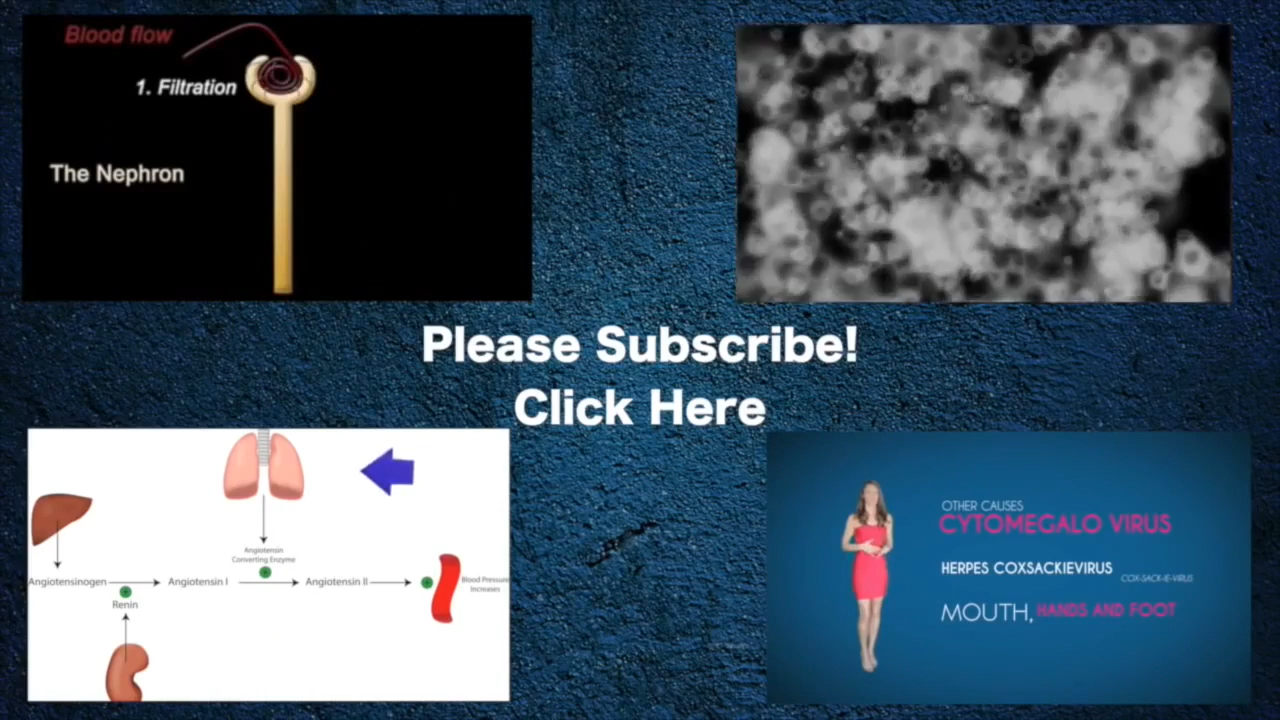 Blood flow
1. Filtration
The Nephron
Please Subscribe!
Click Here
Angiotensin
Converting Enzyme
Angiotensinogen
Angiotensin I
Angiotensin II
Blood Pressure
Increases
Renin
OTHER CAUSES
CYTOMEGALO VIRUS
HERPES COXSACKIEVIRUS
COX-SACK-IE-VIRUS
MOUTH, HANDS AND FOOT